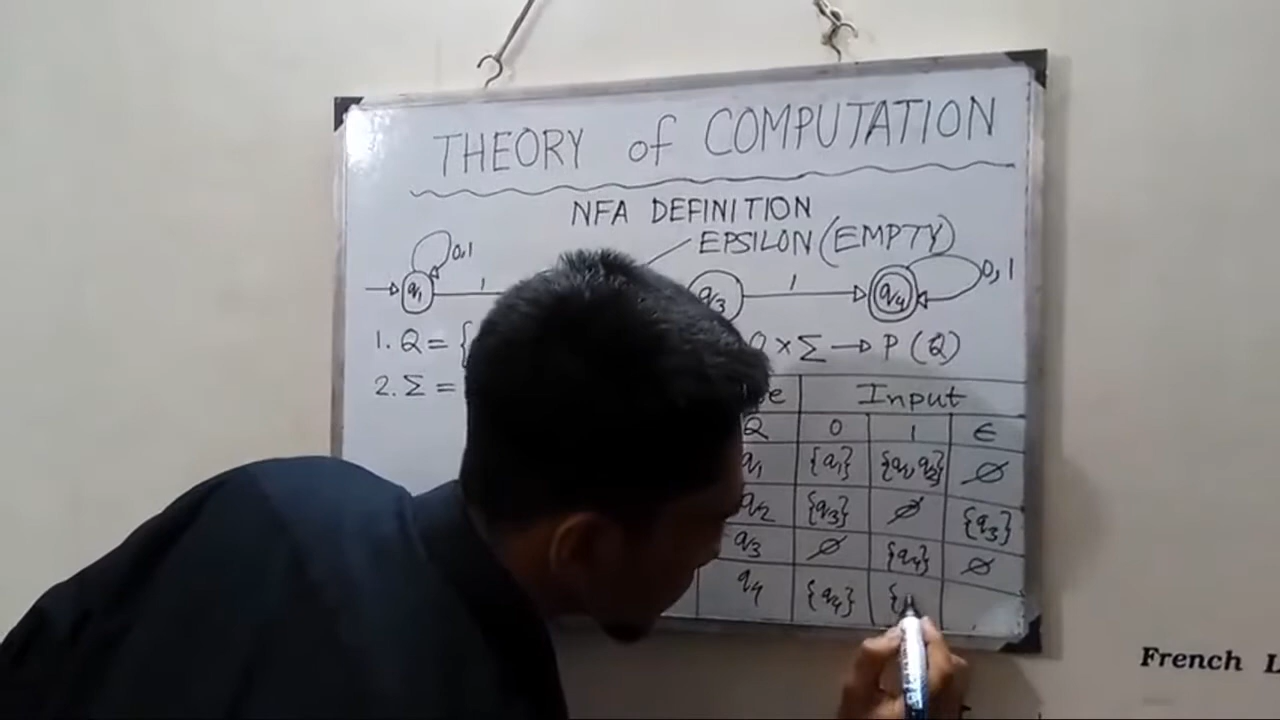 THEORY of COMPUTATION
NFA DEFINITION
EPSILON (EMPTY)
0,1
q1 1 q3 1 q4 0,1
1. Q = { Q × Σ → P (Q)
2. Σ = Input
Q 0 1 ε
q1 {q1} {q1, q2} ∅
q2 {q3} ∅ {q3}
q3 ∅ {q4} ∅
q4 {q4} {
French L